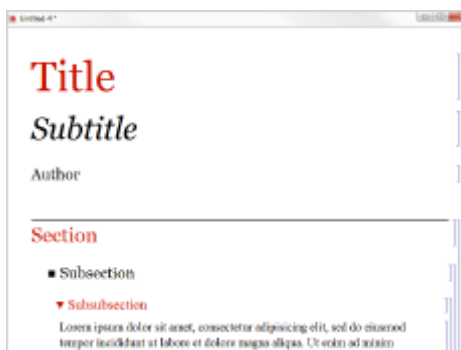 Untitled-4*
Title
Subtitle
Author
Section
Subsection
Subsubsection
Lorem ipsum dolor sit amet, consectetur adipisicing elit, sed do eiusmod
tempor incididunt ut labore et dolore magna aliqua. Ut enim ad minim